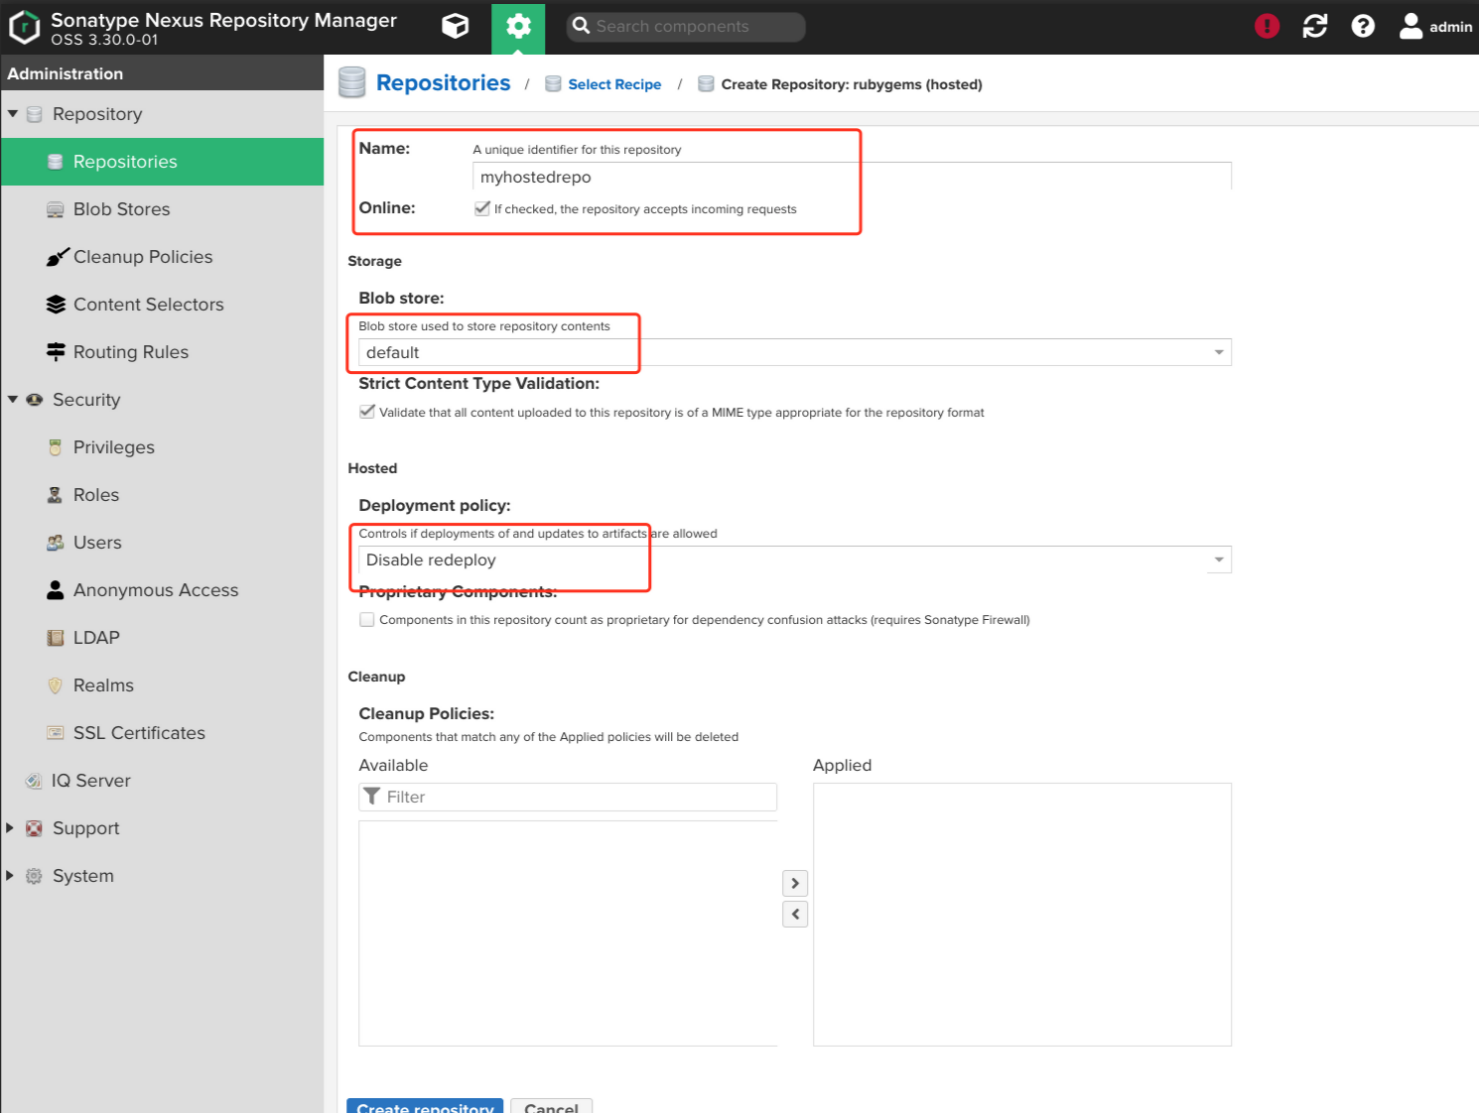 Sonatype Nexus Repository Manager
OSS 3.30.0-01
Search components
admin
Administration
Repository
Repositories
Blob Stores
Cleanup Policies
Content Selectors
Routing Rules
Security
Privileges
Roles
Users
Anonymous Access
LDAP
Realms
SSL Certificates
IQ Server
Support
System
Repositories / Select Recipe / Create Repository: rubygems (hosted)
Name: A unique identifier for this repository
myhostedrepo
Online: If checked, the repository accepts incoming requests
Storage
Blob store:
Blob store used to store repository contents
default
Strict Content Type Validation:
Validate that all content uploaded to this repository is of a MIME type appropriate for the repository format
Hosted
Deployment policy:
Controls if deployments of and updates to artifacts are allowed
Disable redeploy
Proprietary Components:
Components in this repository count as proprietary for dependency confusion attacks (requires Sonatype Firewall)
Cleanup
Cleanup Policies:
Components that match any of the Applied policies will be deleted
Available Applied
Filter
Create repository Cancel